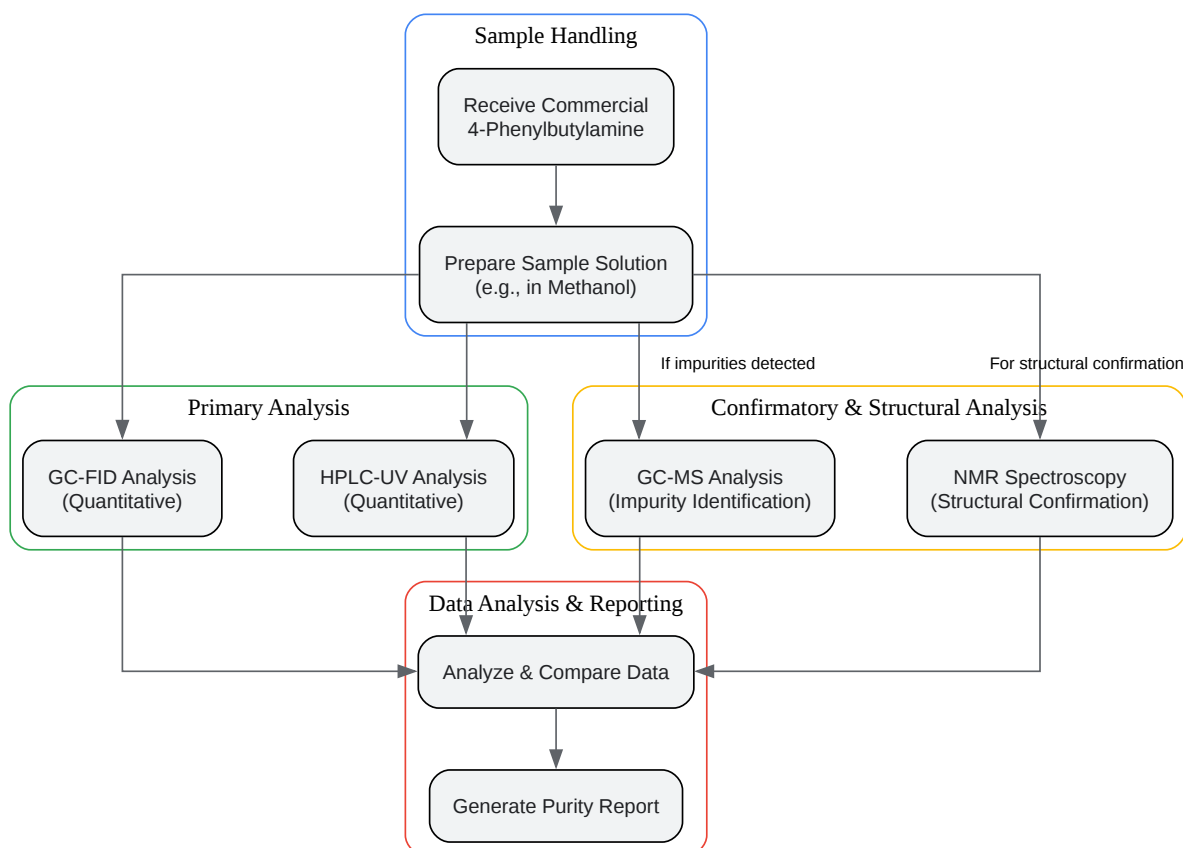 Sample Handling
Receive Commercial
4-Phenylbutylamine
Prepare Sample Solution
(e.g., in Methanol)
If impurities detected
For structural confirmation
Primary Analysis
Confirmatory & Structural Analysis
GC-FID Analysis
(Quantitative)
HPLC-UV Analysis
(Quantitative)
GC-MS Analysis
(Impurity Identification)
NMR Spectroscopy
(Structural Confirmation)
Data Analysis & Reporting
Analyze & Compare Data
Generate Purity Report